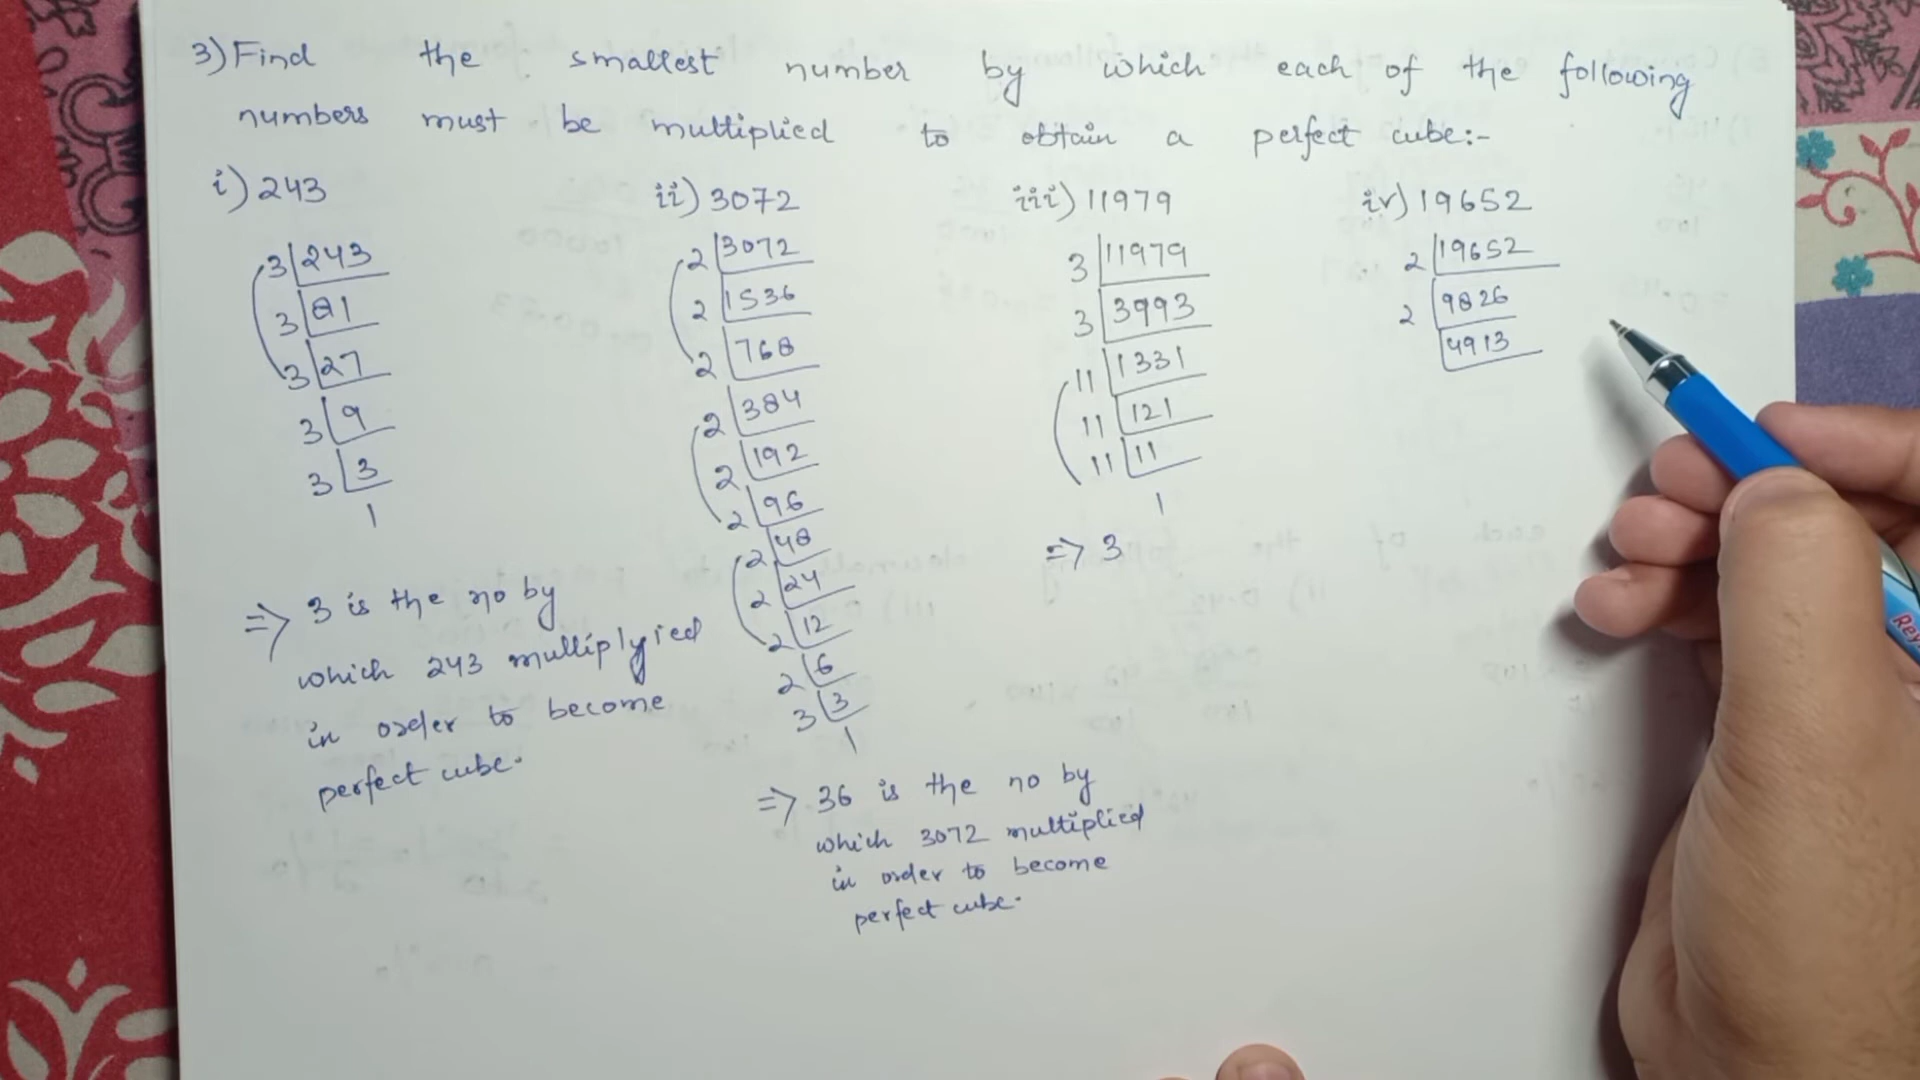 3) Find the smallest number by which each of the following
numbers must be multiplied to obtain a perfect cube:-
i) 243
3 243
3 81
3 27
3 9
3 3
1
=> 3 is the no by
which 243 multiplyied
in order to become
perfect cube.
ii) 3072
2 3072
2 1536
2 768
2 384
2 192
2 96
2 48
2 24
2 12
2 6
3 3
1
=> 36 is the no by
which 3072 multiplied
in order to become
perfect cube.
iii) 11979
3 11979
3 3993
11 1331
11 121
11 11
1
=> 3
iv) 19652
2 19652
2 9826
4913